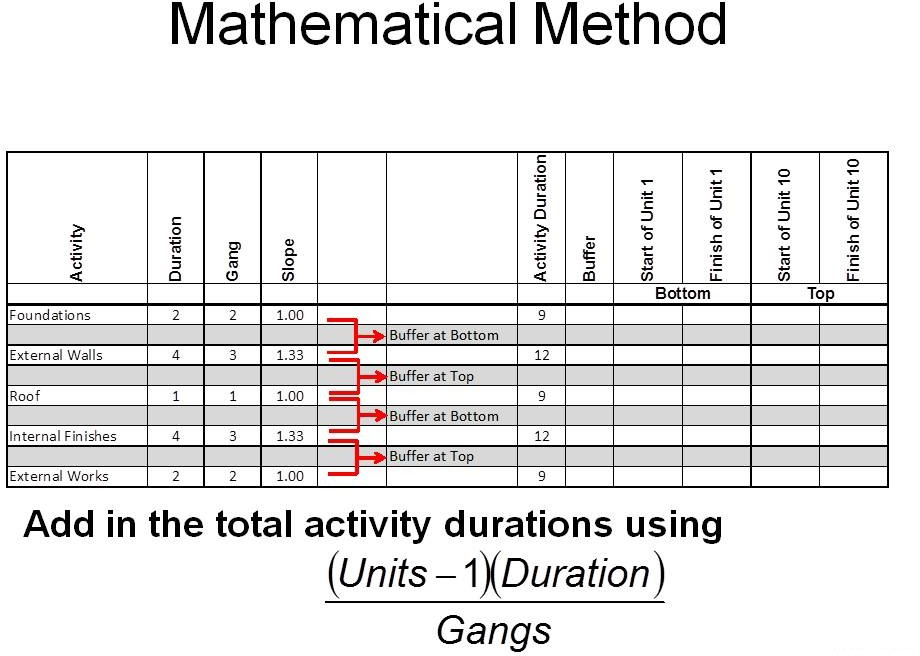 Mathematical Method
Activity Duration Gang Slope Activity Duration Buffer Start of Unit 1 Finish of Unit 1 Start of Unit 10 Finish of Unit 10
Bottom Top
Foundations 2 2 1.00 9
Buffer at Bottom
External Walls 4 3 1.33 12
Buffer at Top
Roof 1 1 1.00 9
Buffer at Bottom
Internal Finishes 4 3 1.33 12
Buffer at Top
External Works 2 2 1.00 9
Add in the total activity durations using
(Units – 1)(Duration)
Gangs